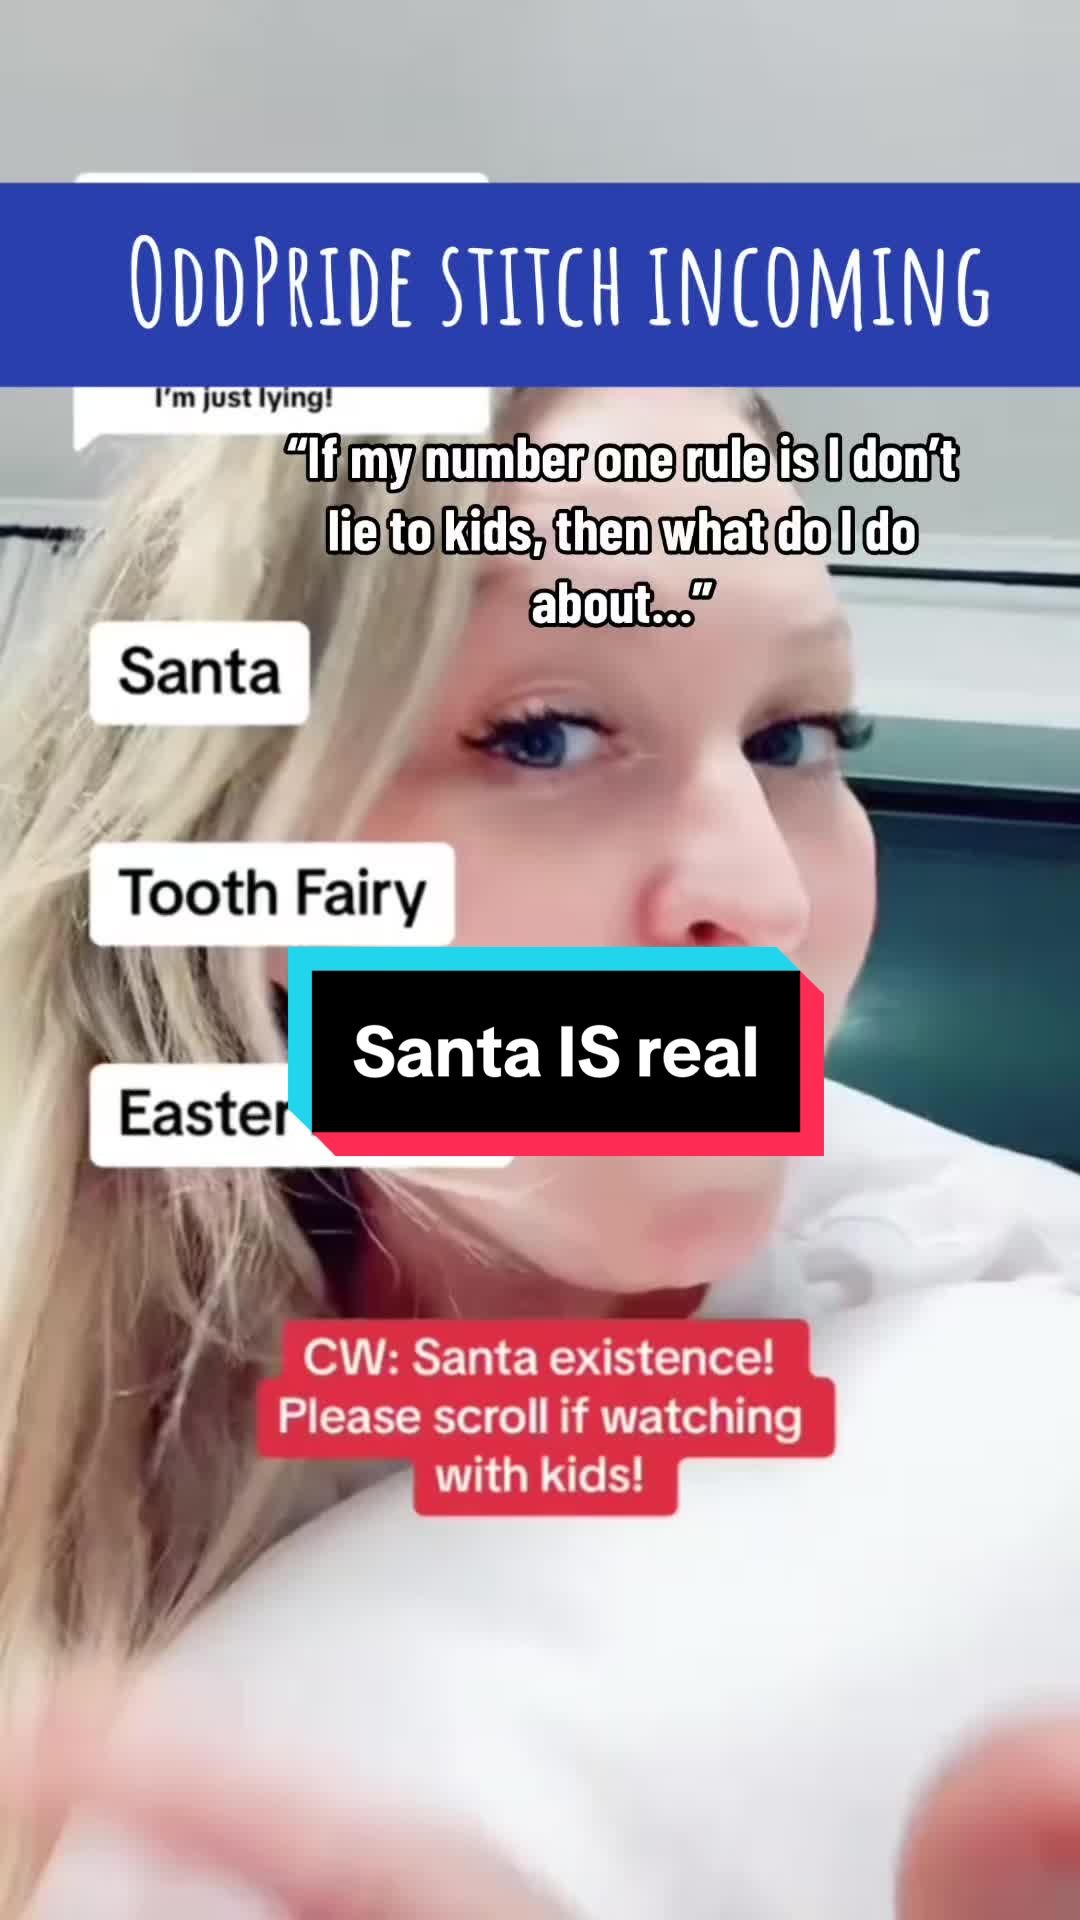 OddPride stitch incoming
I'm just lying!
“If my number one rule is I don’t
lie to kids, then what do I do
about...”
Santa
Tooth Fairy
Santa IS real
Easter
CW: Santa existence!
Please scroll if watching
with kids!